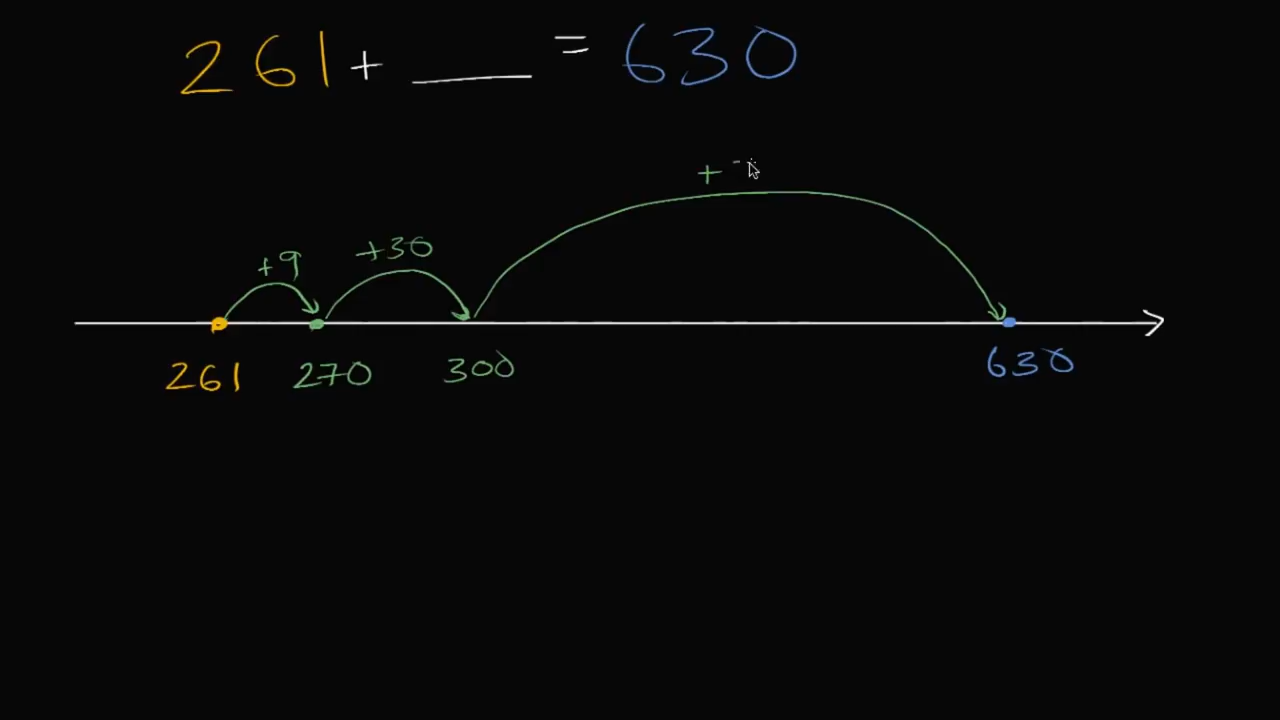 261 + ___ = 630
+
+9 +30
261 270 300 630